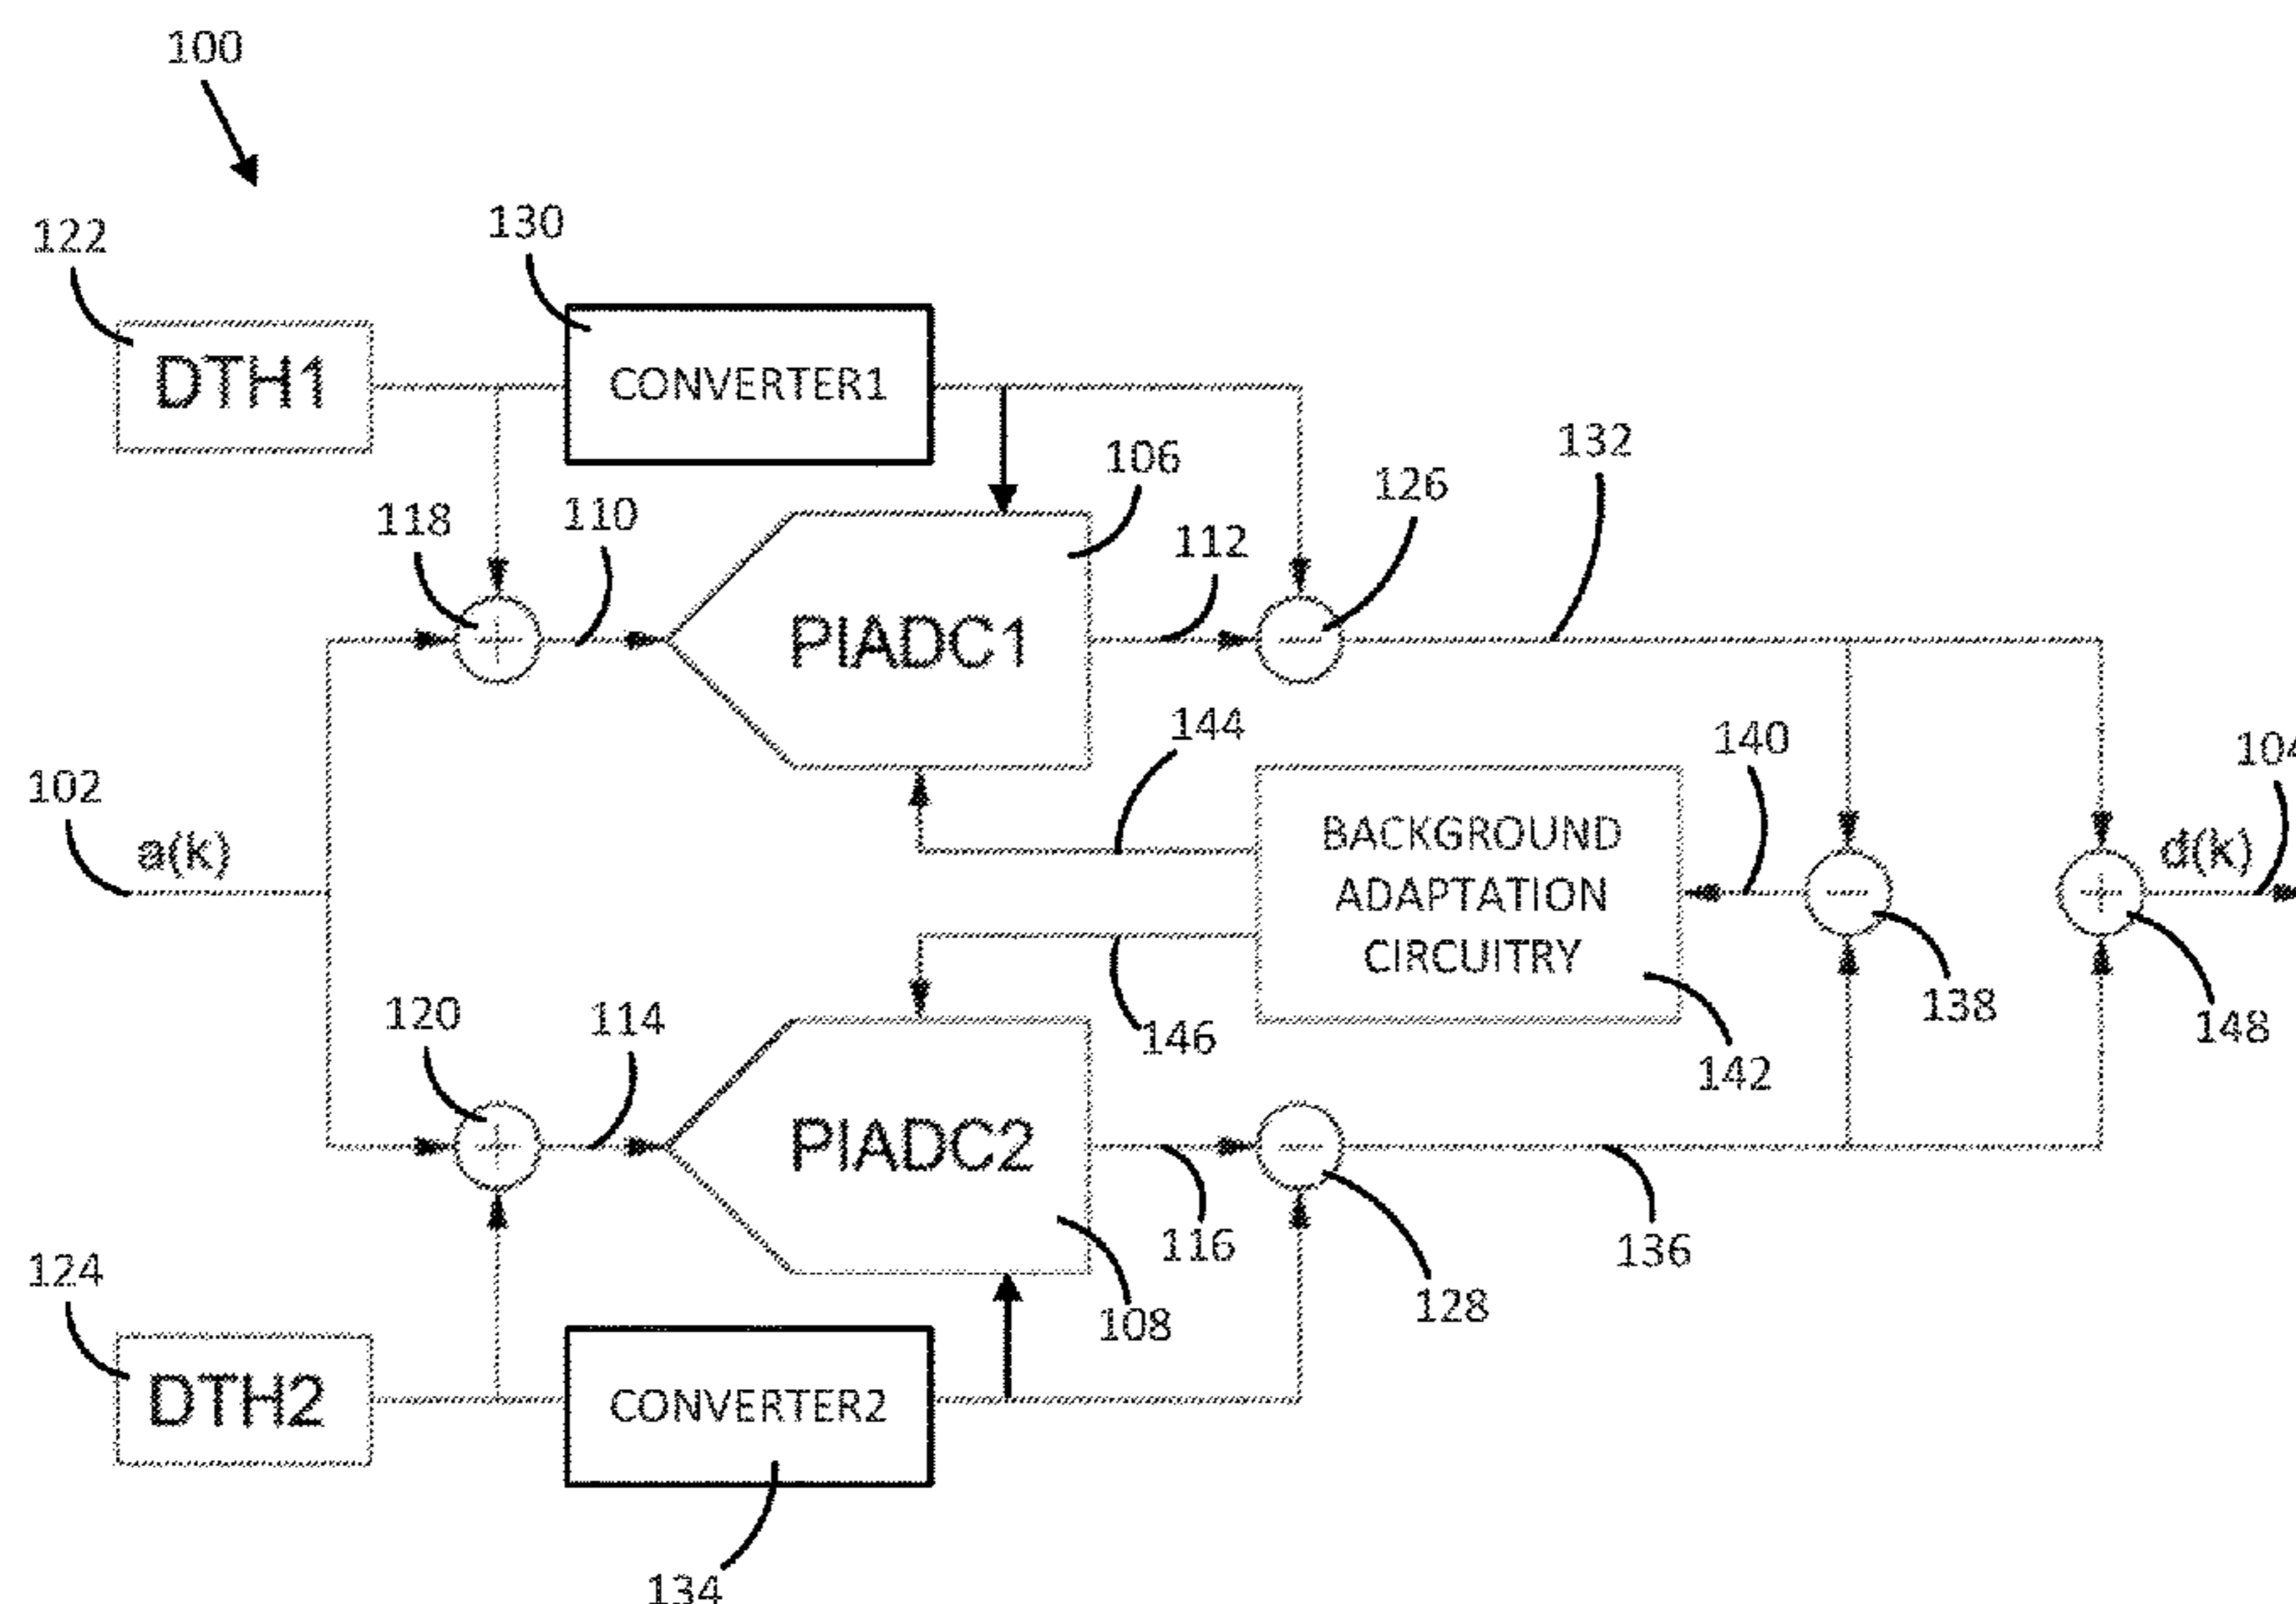 100
122
130
DTH1
CONVERTER1
106
132
126
118
110
112
PIADC1
144
140
104
102
a(k)
BACKGROUND
ADAPTATION
CIRCUITRY
d(k)
120
114
146
142
138
148
PIADC2
116
136
124
108
128
DTH2
CONVERTER2
134